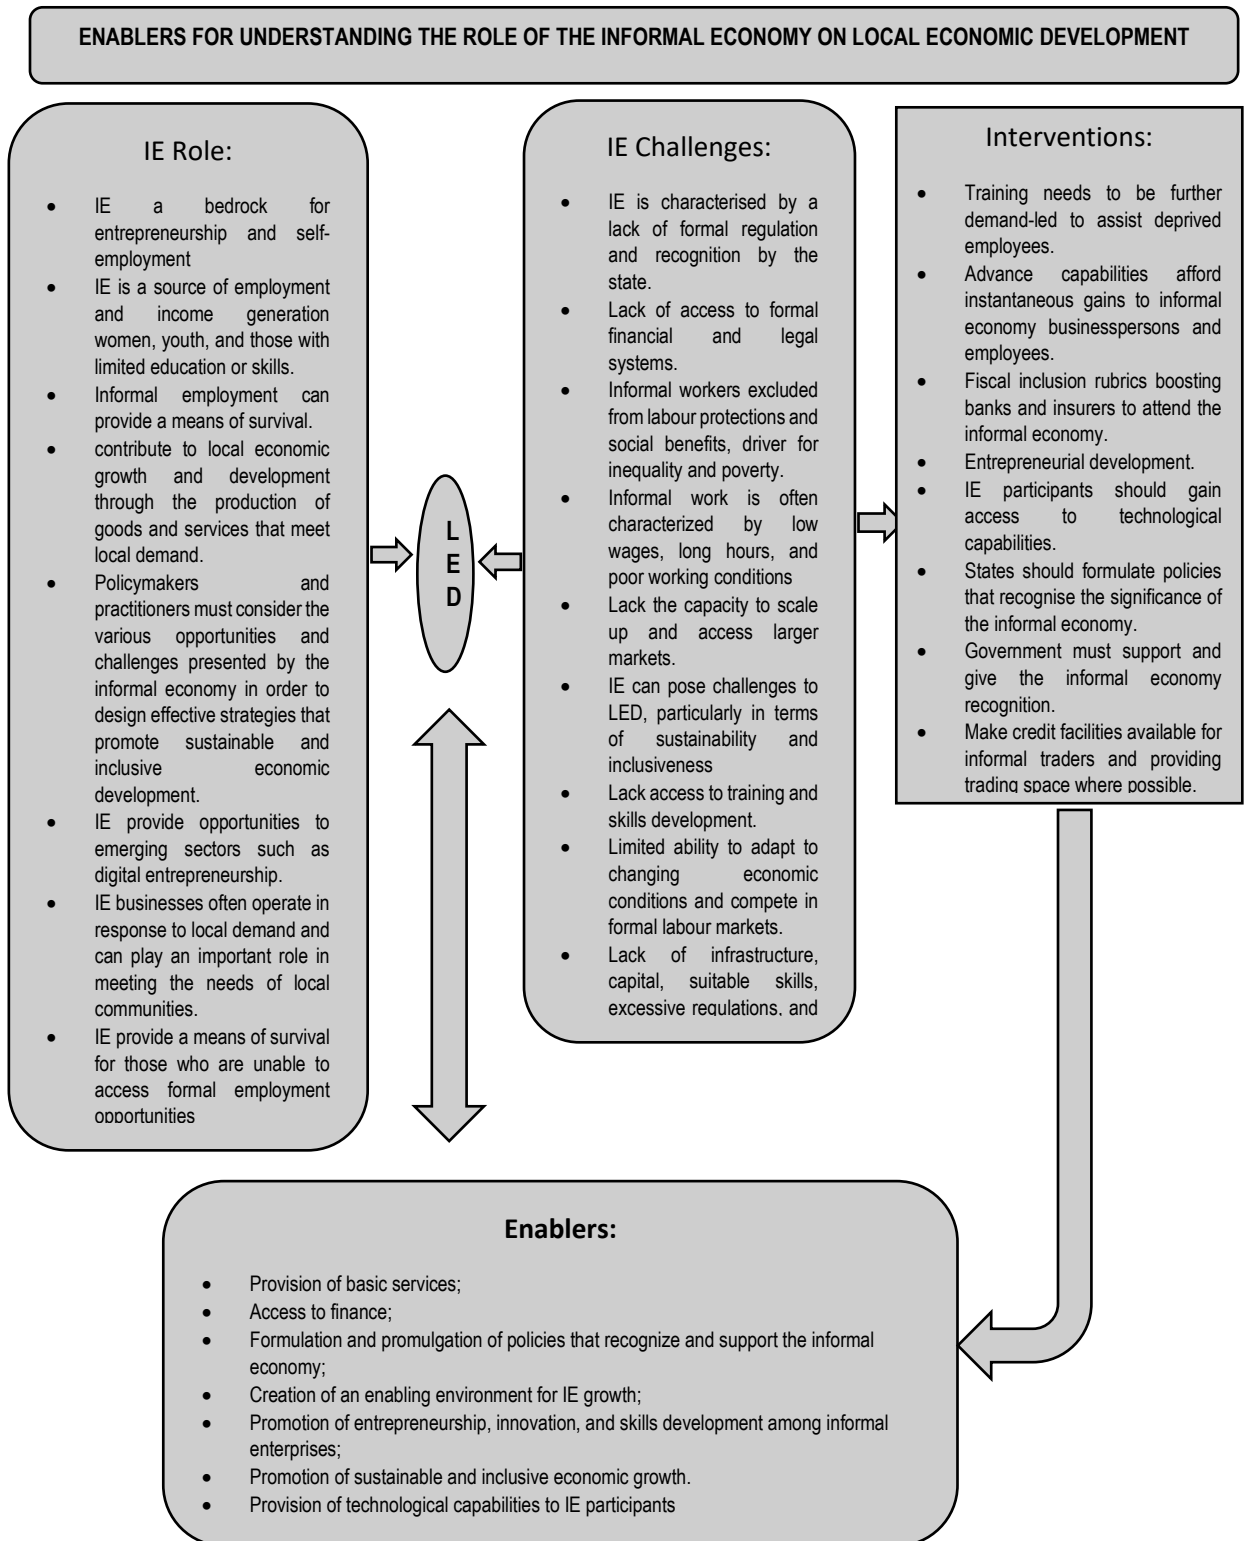 ENABLERS FOR UNDERSTANDING THE ROLE OF THE INFORMAL ECONOMY ON LOCAL ECONOMIC DEVELOPMENT
IE Role:
• IE a bedrock for
entrepreneurship and self-
employment
• IE is a source of employment
and income generation
women, youth, and those with
limited education or skills.
• Informal employment can
provide a means of survival.
• contribute to local economic
growth and development
through the production of
goods and services that meet
local demand.
• Policymakers and
practitioners must consider the
various opportunities and
challenges presented by the
informal economy in order to
design effective strategies that
promote sustainable and
inclusive economic
development.
• IE provide opportunities to
emerging sectors such as
digital entrepreneurship.
• IE businesses often operate in
response to local demand and
can play an important role in
meeting the needs of local
communities.
• IE provide a means of survival
for those who are unable to
access formal employment
opportunities
L
E
D
IE Challenges:
• IE is characterised by a
lack of formal regulation
and recognition by the
state.
• Lack of access to formal
financial and legal
systems.
• Informal workers excluded
from labour protections and
social benefits, driver for
inequality and poverty.
• Informal work is often
characterized by low
wages, long hours, and
poor working conditions
• Lack the capacity to scale
up and access larger
markets.
• IE can pose challenges to
LED, particularly in terms
of sustainability and
inclusiveness
• Lack access to training and
skills development.
• Limited ability to adapt to
changing economic
conditions and compete in
formal labour markets.
• Lack of infrastructure,
capital, suitable skills,
excessive regulations, and
Interventions:
• Training needs to be further
demand-led to assist deprived
employees.
• Advance capabilities afford
instantaneous gains to informal
economy businesspersons and
employees.
• Fiscal inclusion rubrics boosting
banks and insurers to attend the
informal economy.
• Entrepreneurial development.
• IE participants should gain
access to technological
capabilities.
• States should formulate policies
that recognise the significance of
the informal economy.
• Government must support and
give the informal economy
recognition.
• Make credit facilities available for
informal traders and providing
trading space where possible.
Enablers:
• Provision of basic services;
• Access to finance;
• Formulation and promulgation of policies that recognize and support the informal
economy;
• Creation of an enabling environment for IE growth;
• Promotion of entrepreneurship, innovation, and skills development among informal
enterprises;
• Promotion of sustainable and inclusive economic growth.
• Provision of technological capabilities to IE participants